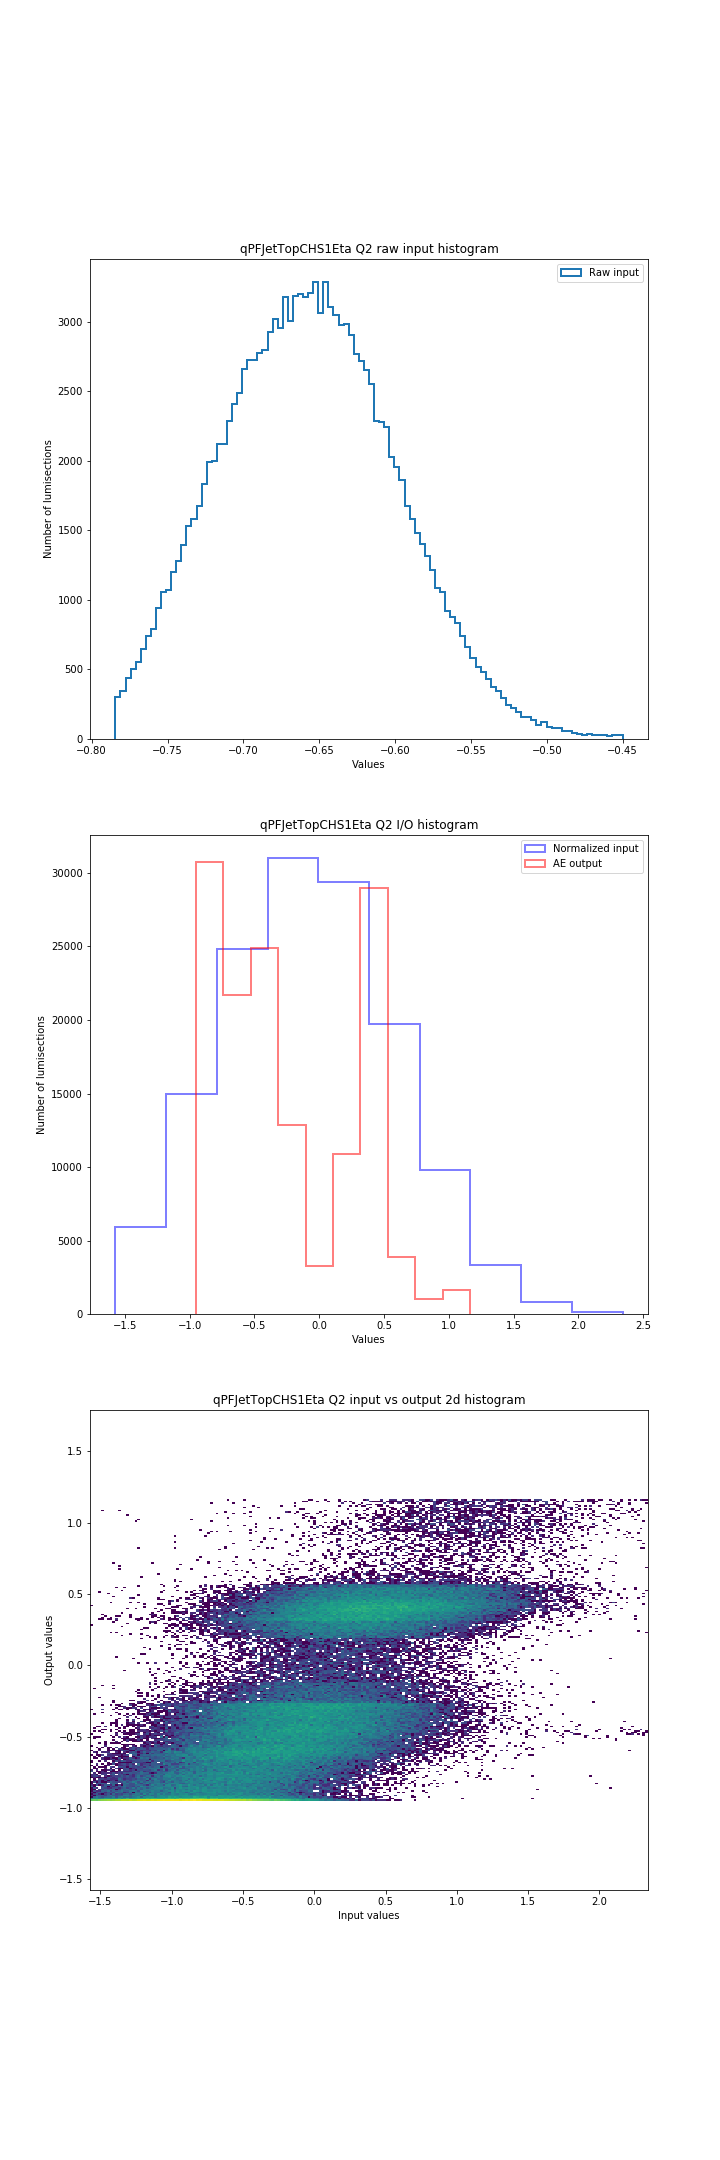 qPFJetTopCHS1Eta Q2 raw input histogram
Raw input
3000
2500
2000
1500
1000
500
0
Number of lumisections
−0.80 −0.75 −0.70 −0.65 −0.60 −0.55 −0.50 −0.45
Values
qPFJetTopCHS1Eta Q2 I/O histogram
Normalized input
AE output
30000
25000
20000
15000
10000
5000
0
Number of lumisections
−1.5 −1.0 −0.5 0.0 0.5 1.0 1.5 2.0 2.5
Values
qPFJetTopCHS1Eta Q2 input vs output 2d histogram
1.5
1.0
0.5
0.0
−0.5
−1.0
−1.5
Output values
−1.5 −1.0 −0.5 0.0 0.5 1.0 1.5 2.0
Input values